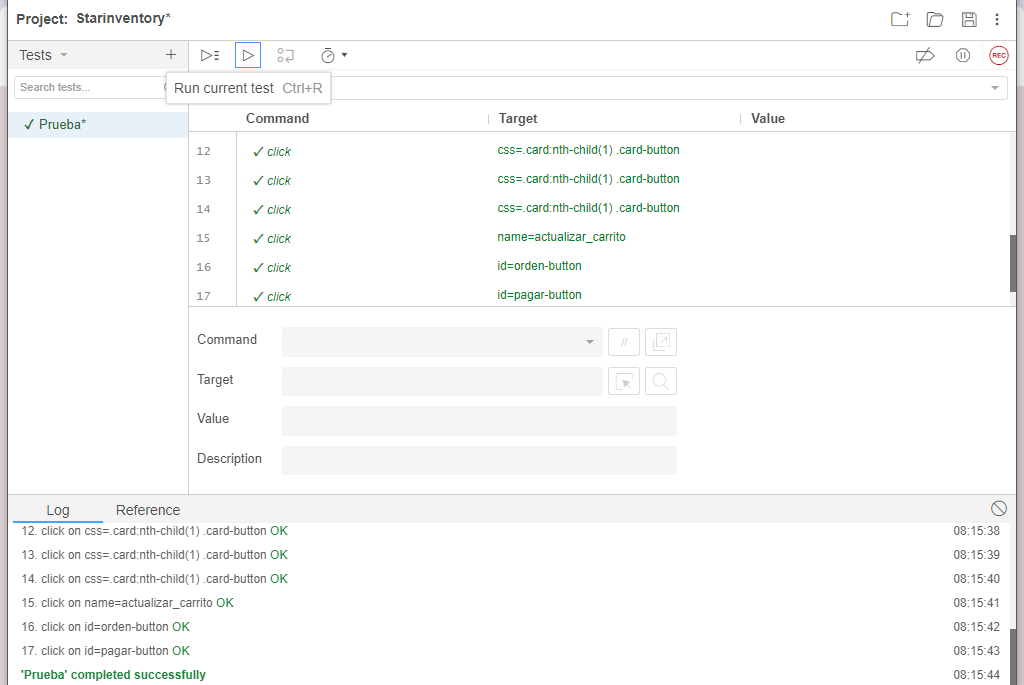 Project: Starinventory*
Tests
+
REC
Search tests...
Run current test Ctrl+R
✓ Prueba*
Command Target Value
12 ✓ click css=.card:nth-child(1) .card-button
13 ✓ click css=.card:nth-child(1) .card-button
14 ✓ click css=.card:nth-child(1) .card-button
15 ✓ click name=actualizar_carrito
16 ✓ click id=orden-button
17 ✓ click id=pagar-button
Command //
Target
Value
Description
Log Reference
12. click on css=.card:nth-child(1) .card-button OK 08:15:38
13. click on css=.card:nth-child(1) .card-button OK 08:15:39
14. click on css=.card:nth-child(1) .card-button OK 08:15:40
15. click on name=actualizar_carrito OK 08:15:41
16. click on id=orden-button OK 08:15:42
17. click on id=pagar-button OK 08:15:43
'Prueba' completed successfully 08:15:44